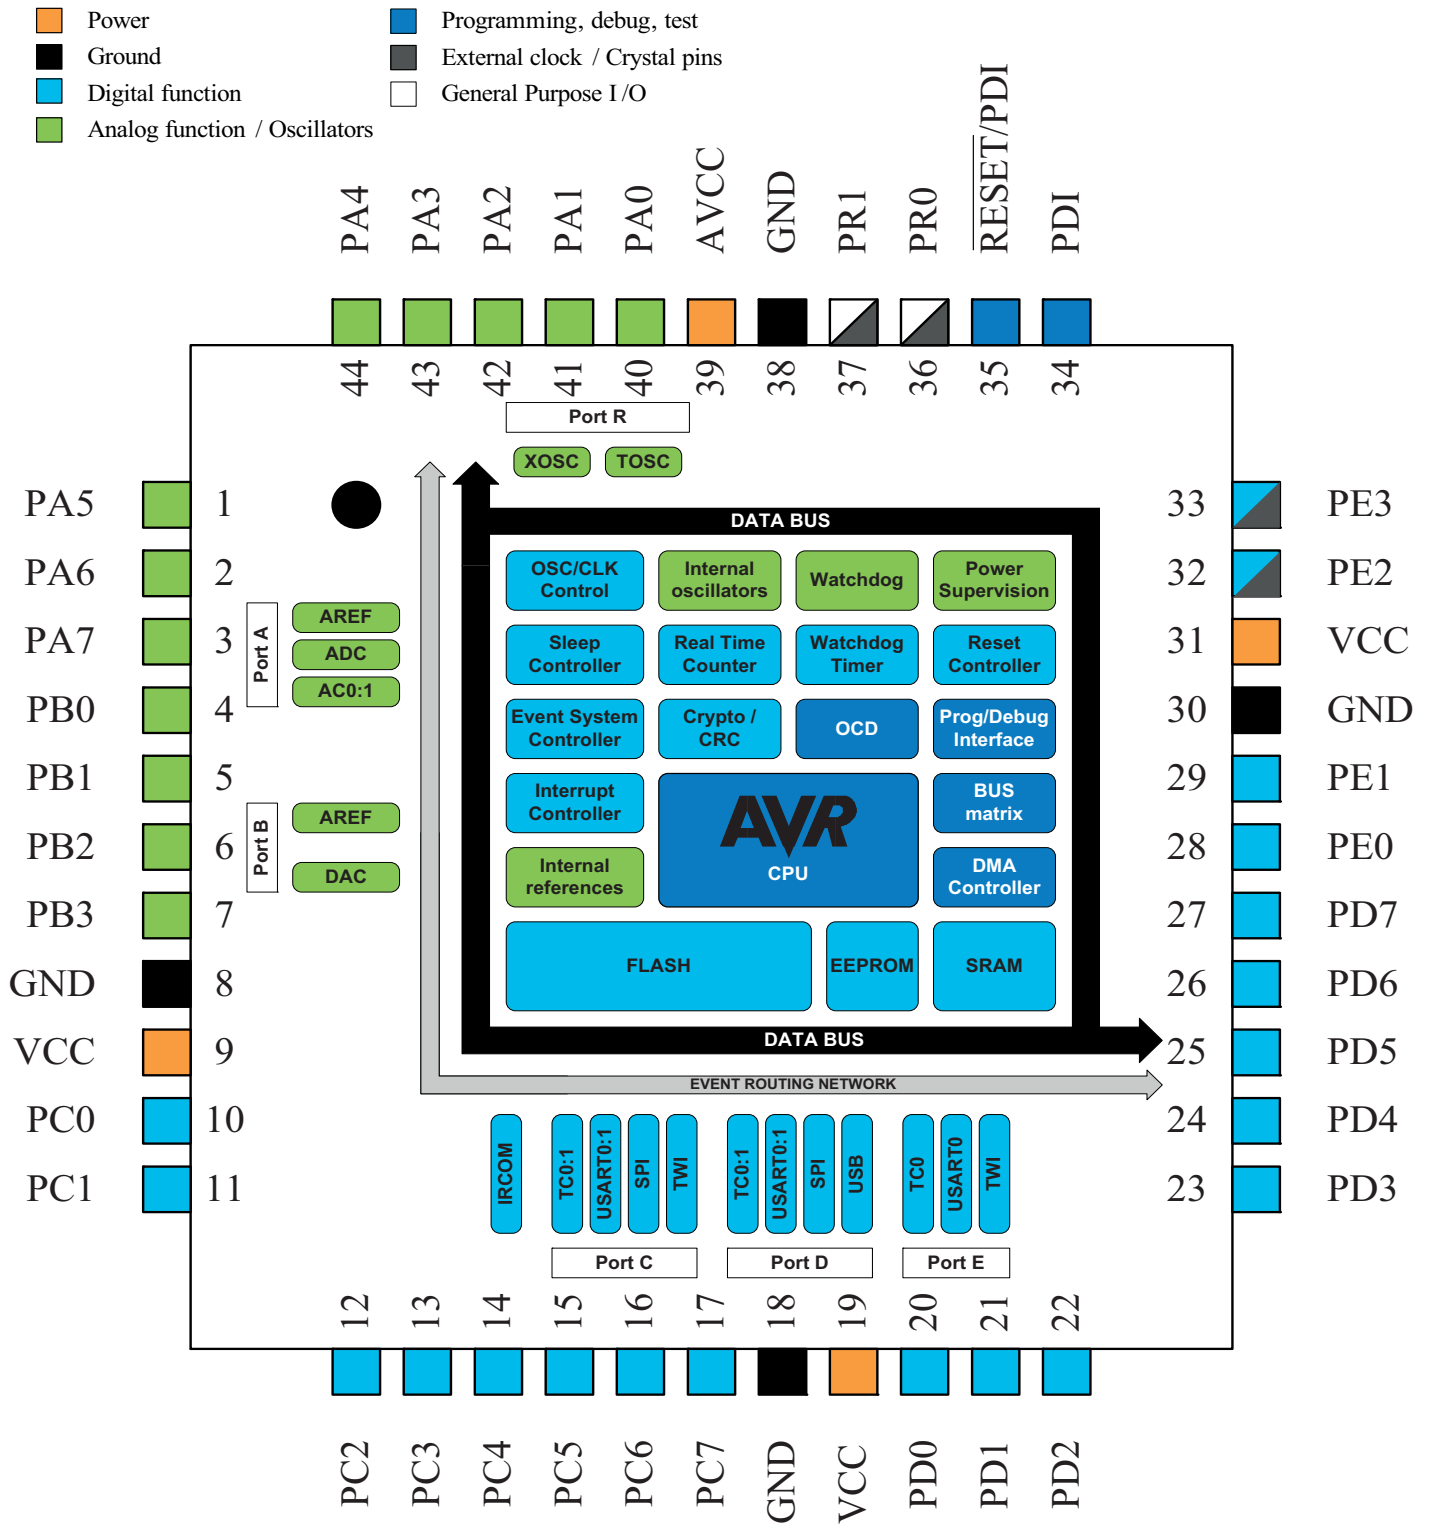 Power
Ground
Digital function
Analog function / Oscillators
Programming, debug, test
External clock / Crystal pins
General Purpose I /O
PA4
PA3
PA2
PA1
PA0
AVCC
GND
PR1
PR0
RESET/PDI
PDI
44
43
42
41
40
39
38
37
36
35
34
PA5
PA6
PA7
PB0
PB1
PB2
PB3
GND
VCC
PC0
PC1
1
2
3
4
5
6
7
8
9
10
11
Port R
XOSC
TOSC
Port A
AREF
ADC
AC0:1
Port B
AREF
DAC
DATA BUS
OSC/CLK
Control
Internal
oscillators
Watchdog
Power
Supervision
Sleep
Controller
Real Time
Counter
Watchdog
Timer
Reset
Controller
Event System
Controller
Crypto /
CRC
OCD
Prog/Debug
Interface
Interrupt
Controller
AVR
CPU
BUS
matrix
Internal
references
DMA
Controller
FLASH
EEPROM
SRAM
DATA BUS
EVENT ROUTING NETWORK
IRCOM
TC0:1
USART0:1
SPI
TWI
Port C
TC0:1
USART0:1
SPI
USB
Port D
TC0
USART0
TWI
Port E
33
32
31
30
29
28
27
26
25
24
23
PE3
PE2
VCC
GND
PE1
PE0
PD7
PD6
PD5
PD4
PD3
12
13
14
15
16
17
18
19
20
21
22
PC2
PC3
PC4
PC5
PC6
PC7
GND
VCC
PD0
PD1
PD2